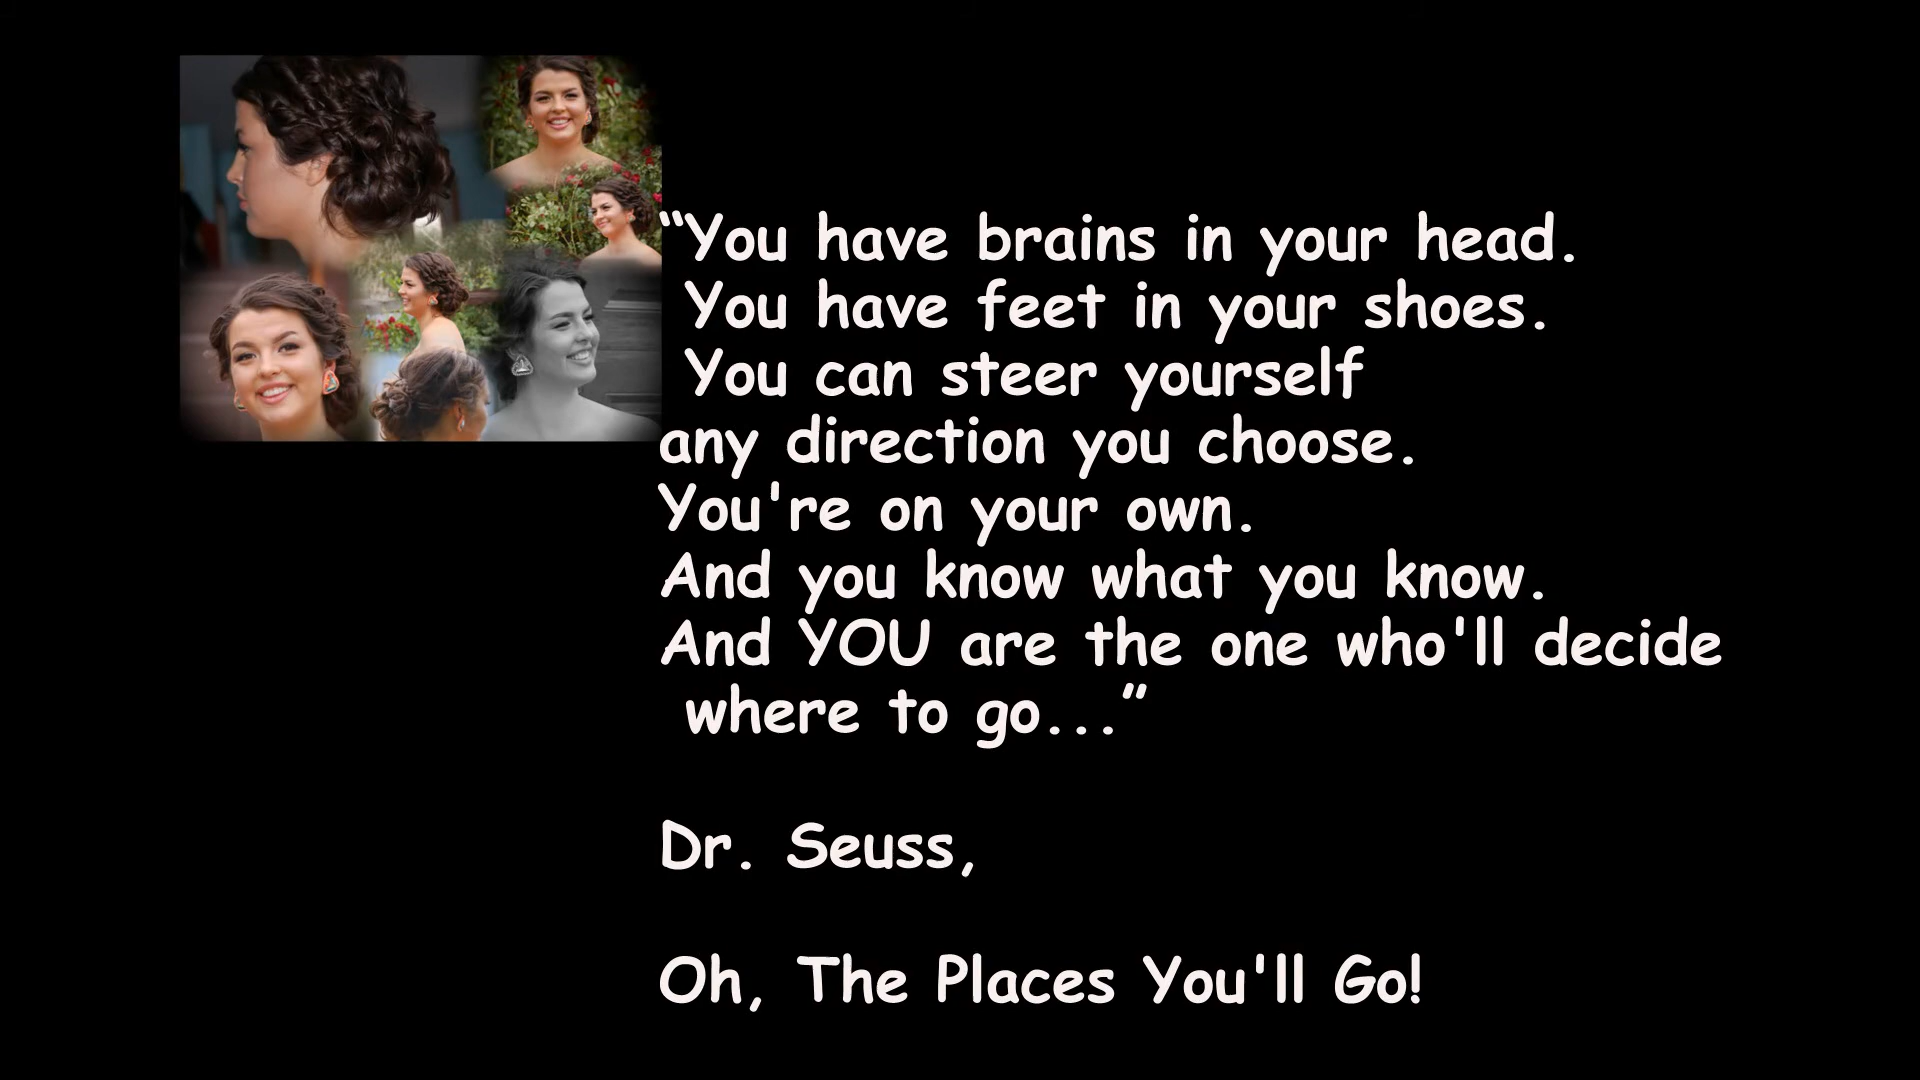 “You have brains in your head.
You have feet in your shoes.
You can steer yourself
any direction you choose.
You're on your own.
And you know what you know.
And YOU are the one who'll decide
where to go...”
Dr. Seuss,
Oh, The Places You'll Go!